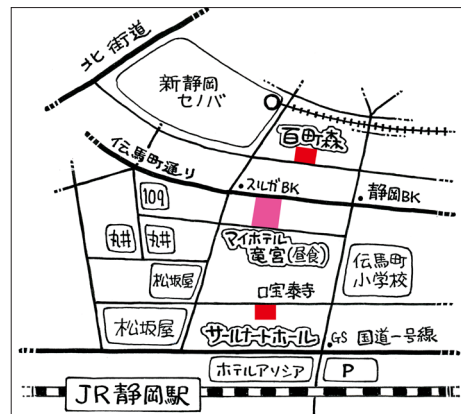 北街道
新静岡
セノバ
百町森
伝馬町通り
スルガBK
静岡BK
109
丸井
丸井
マイホテル
竜宮(昼食)
伝馬町
小学校
松坂屋
宝泰寺
松坂屋
サールナートホール
GS 国道一号線
ホテルアソシア
P
JR静岡駅